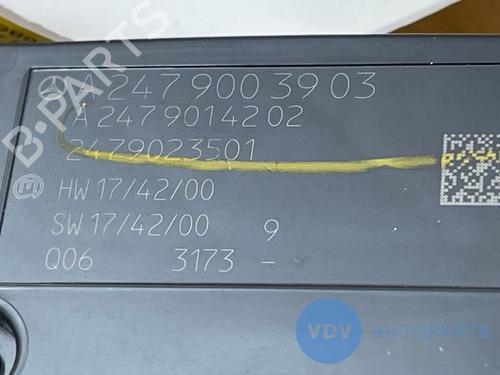 A 247 900 39 03
A 247 901 42 02
2479023501
HW 17/42/00
SW 17/42/00 9
Q06 3173 -
B-PARTS
VDV
AUTOPARTS